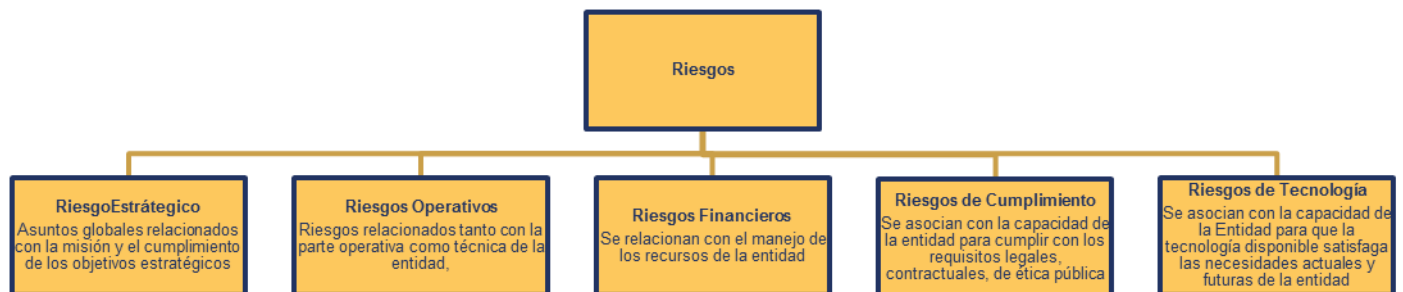 Riesgos
RiesgoEstrátegico
Asuntos globales relacionados
con la misión y el cumplimiento
de los objetivos estratégicos
Riesgos Operativos
Riesgos relacionados tanto con la
parte operativa como técnica de la
entidad,
Riesgos Financieros
Se relacionan con el manejo de
los recursos de la entidad
Riesgos de Cumplimiento
Se asocian con la capacidad de
la entidad para cumplir con los
requisitos legales,
contractuales, de ética pública
Riesgos de Tecnología
Se asocian con la capacidad de
la Entidad para que la
tecnología disponible satisfaga
las necesidades actuales y
futuras de la entidad